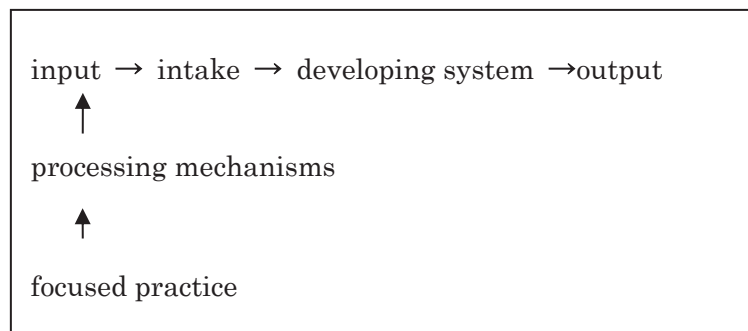 input → intake → developing system →output
processing mechanisms
focused practice